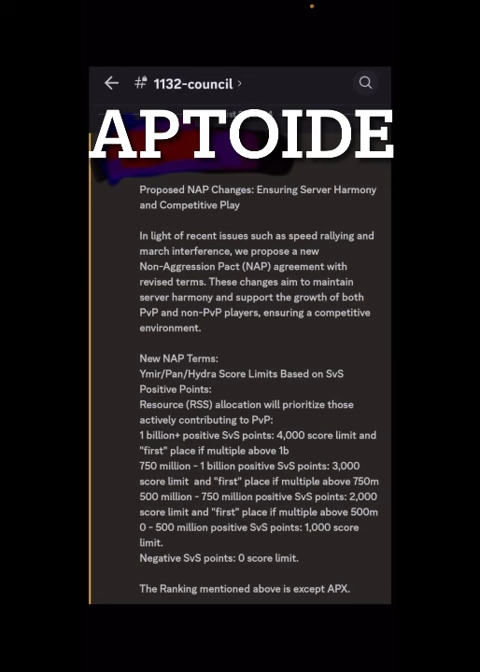 1132-council
APTOIDE
Proposed NAP Changes: Ensuring Server Harmony
and Competitive Play
In light of recent issues such as speed rallying and
march interference, we propose a new
Non-Aggression Pact (NAP) agreement with
revised terms. These changes aim to maintain
server harmony and support the growth of both
PvP and non-PvP players, ensuring a competitive
environment.
New NAP Terms:
Ymir/Pan/Hydra Score Limits Based on SvS
Positive Points:
Resource (RSS) allocation will prioritize those
actively contributing to PvP:
1 billion+ positive SvS points: 4,000 score limit and
"first" place if multiple above 1b
750 million - 1 billion positive SvS points: 3,000
score limit and "first" place if multiple above 750m
500 million - 750 million positive SvS points: 2,000
score limit and "first" place if multiple above 500m
0 - 500 million positive SvS points: 1,000 score
limit.
Negative SvS points: 0 score limit.
The Ranking mentioned above is except APX.